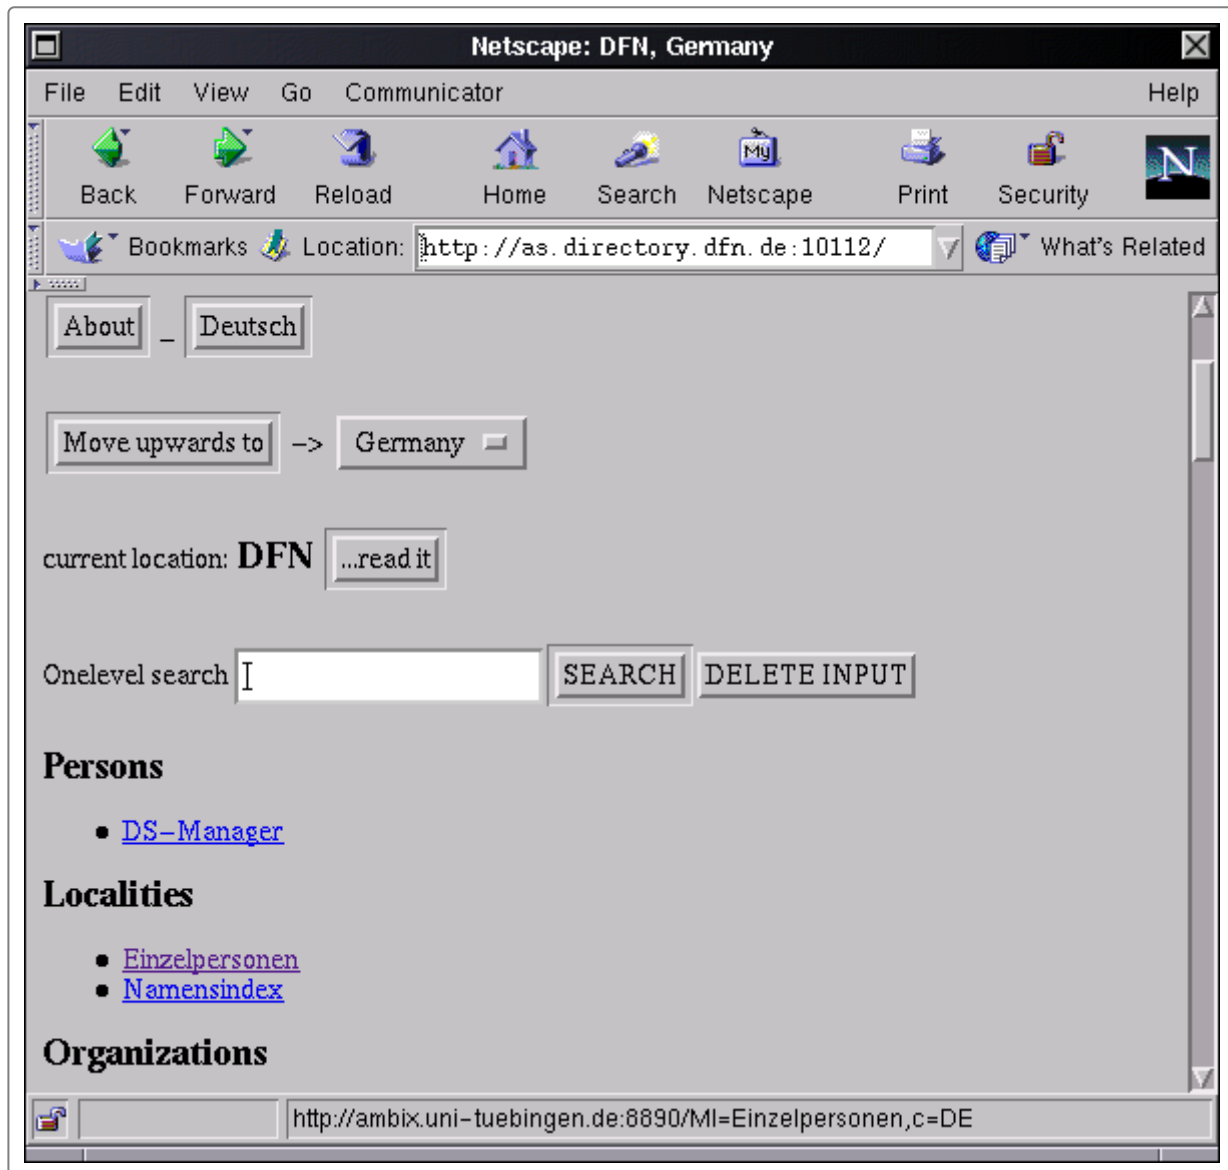 Netscape: DFN, Germany
File Edit View Go Communicator Help
My N
Back Forward Reload Home Search Netscape Print Security
Bookmarks Location: http://as.directory.dfn.de:10112/ What's Related
About _ Deutsch
Move upwards to -> Germany
current location: DFN ...read it
Onelevel search SEARCH DELETE INPUT
Persons
• DS-Manager
Localities
• Einzelpersonen
• Namensindex
Organizations
http://ambix.uni-tuebingen.de:8890/MI=Einzelpersonen,c=DE